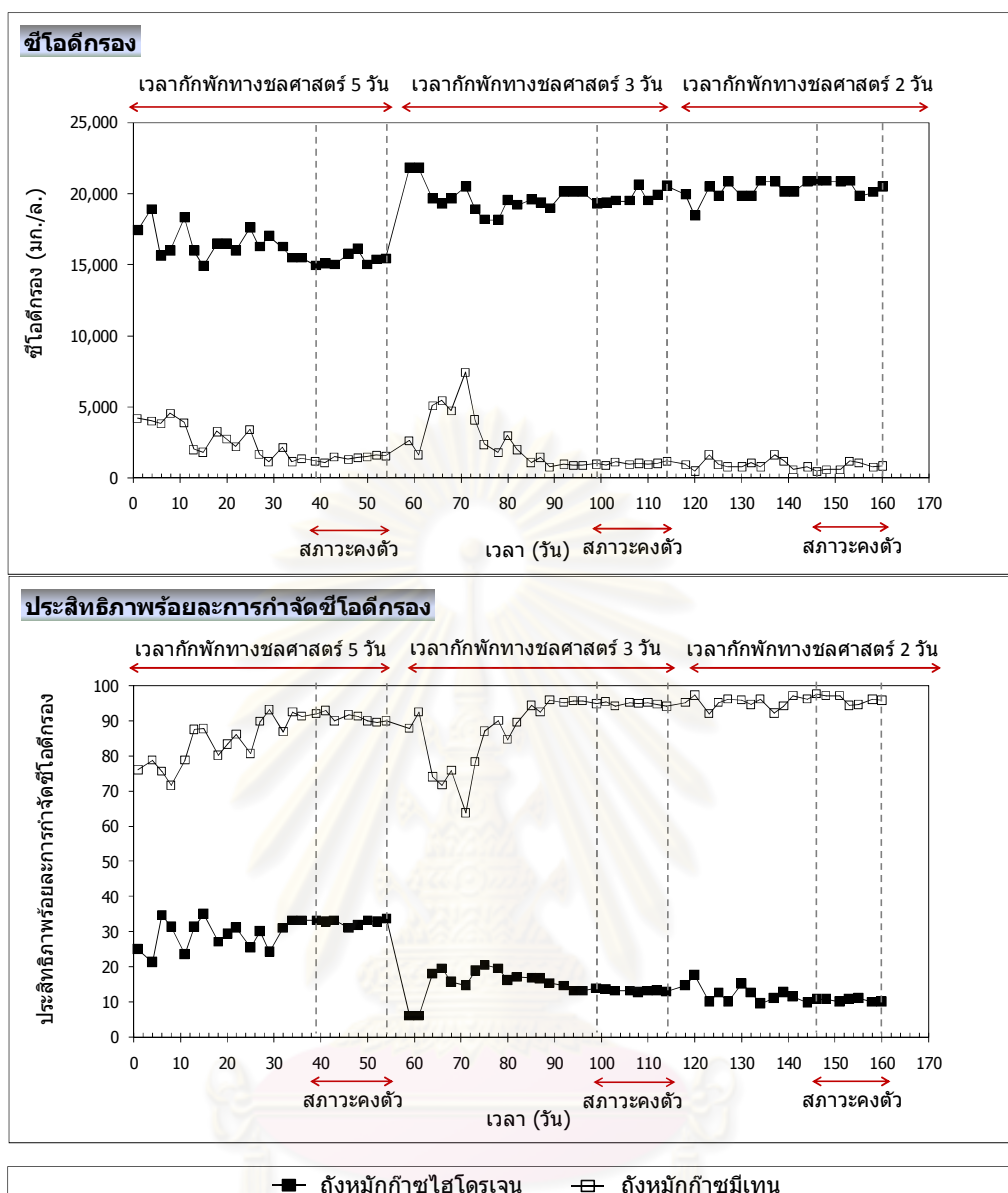 ซีโอดีกรอง
เวลากักพักทางชลศาสตร์ 5 วัน เวลากักพักทางชลศาสตร์ 3 วัน เวลากักพักทางชลศาสตร์ 2 วัน
ซีโอดีกรอง (มก./ล.)
25,000
20,000
15,000
10,000
5,000
0
0 10 20 30 40 50 60 70 80 90 100 110 120 130 140 150 160 170
สภาวะคงตัว เวลา (วัน) สภาวะคงตัว สภาวะคงตัว
ประสิทธิภาพร้อยละการกำจัดซีโอดีกรอง
เวลากักพักทางชลศาสตร์ 5 วัน เวลากักพักทางชลศาสตร์ 3 วัน เวลากักพักทางชลศาสตร์ 2 วัน
ประสิทธิภาพร้อยละการกำจัดซีโอดีกรอง
100
90
80
70
60
50
40
30
20
10
0
0 10 20 30 40 50 60 70 80 90 100 110 120 130 140 150 160 170
สภาวะคงตัว เวลา (วัน) สภาวะคงตัว สภาวะคงตัว
ถังหมักก๊าซไฮโดรเจน ถังหมักก๊าซมีเทน